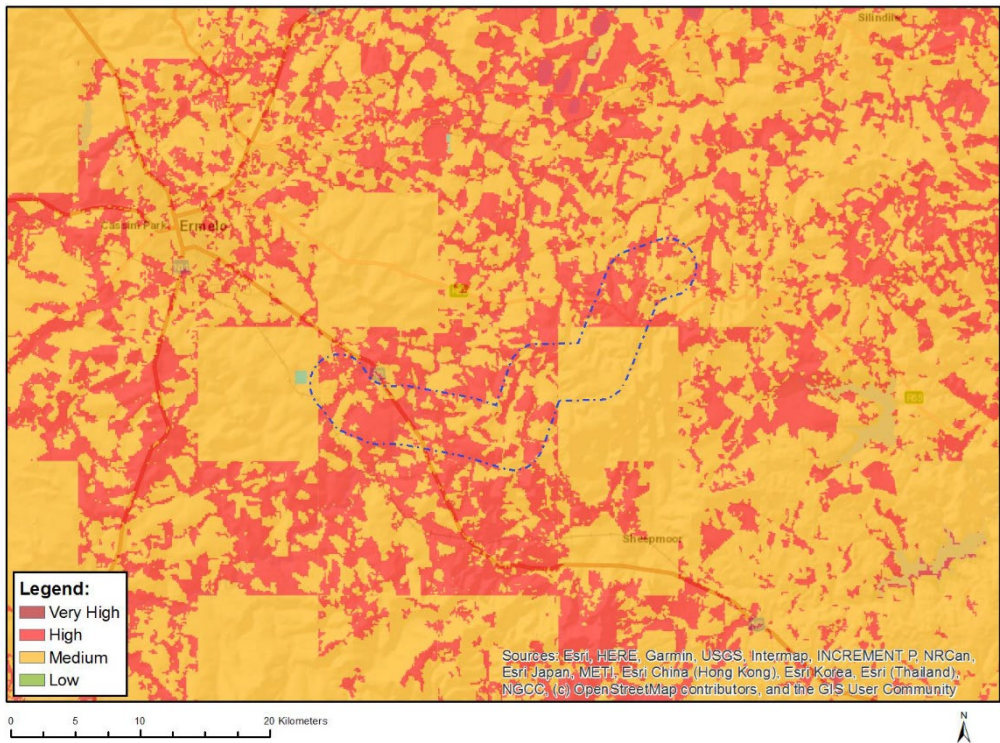 Silindile
Cassim Park
Ermelo
R65
Sheepmoor
Legend:
Very High
High
Medium
Low
Sources: Esri, HERE, Garmin, USGS, Intermap, INCREMENT P, NRCan,
Esri Japan, METI, Esri China (Hong Kong), Esri Korea, Esri (Thailand),
NGCC, (c) OpenStreetMap contributors, and the GIS User Community
0 5 10 20 Kilometers
N